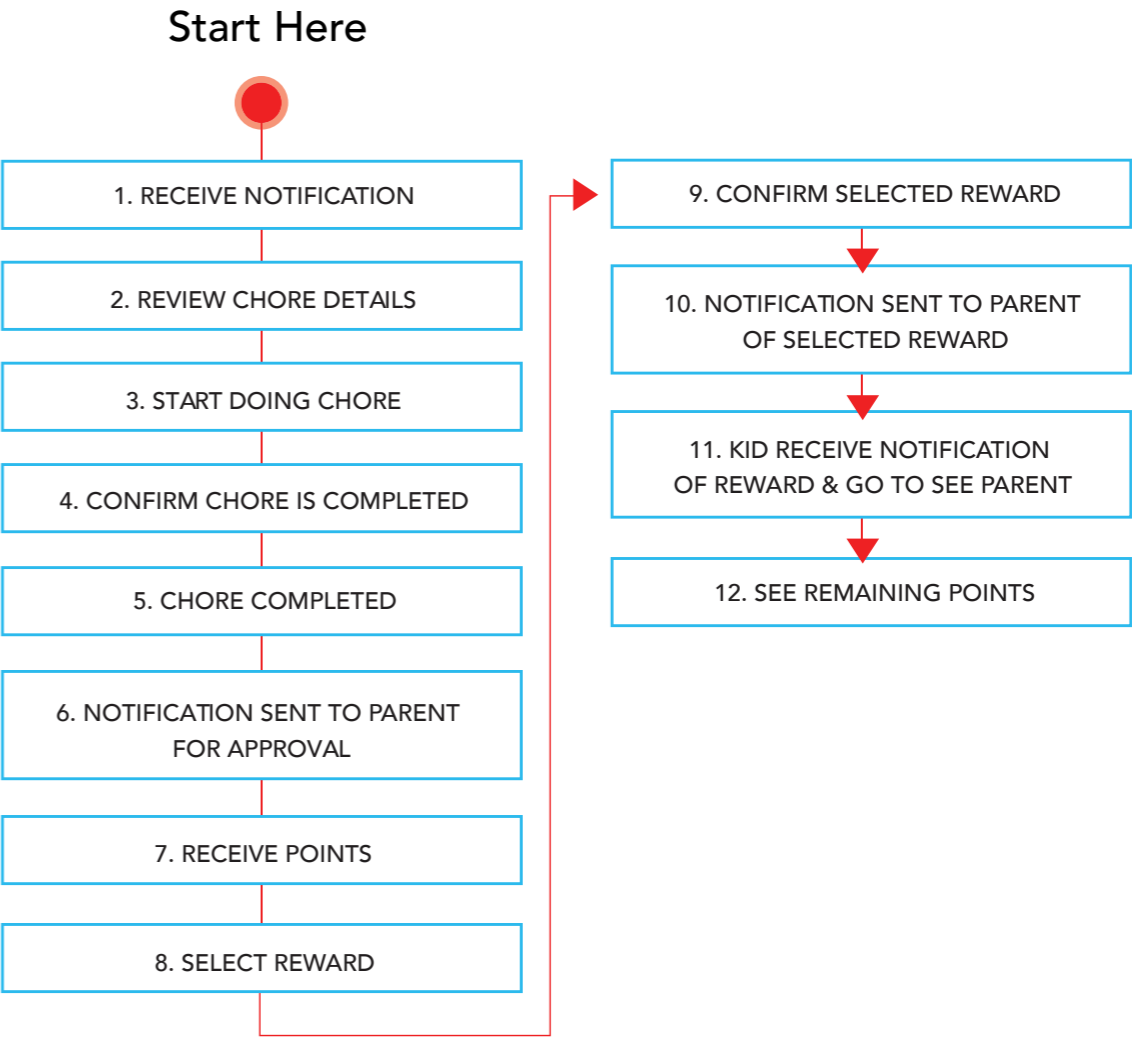 Start Here
1. RECEIVE NOTIFICATION
2. REVIEW CHORE DETAILS
3. START DOING CHORE
4. CONFIRM CHORE IS COMPLETED
5. CHORE COMPLETED
6. NOTIFICATION SENT TO PARENT
FOR APPROVAL
7. RECEIVE POINTS
8. SELECT REWARD
9. CONFIRM SELECTED REWARD
10. NOTIFICATION SENT TO PARENT
OF SELECTED REWARD
11. KID RECEIVE NOTIFICATION
OF REWARD & GO TO SEE PARENT
12. SEE REMAINING POINTS